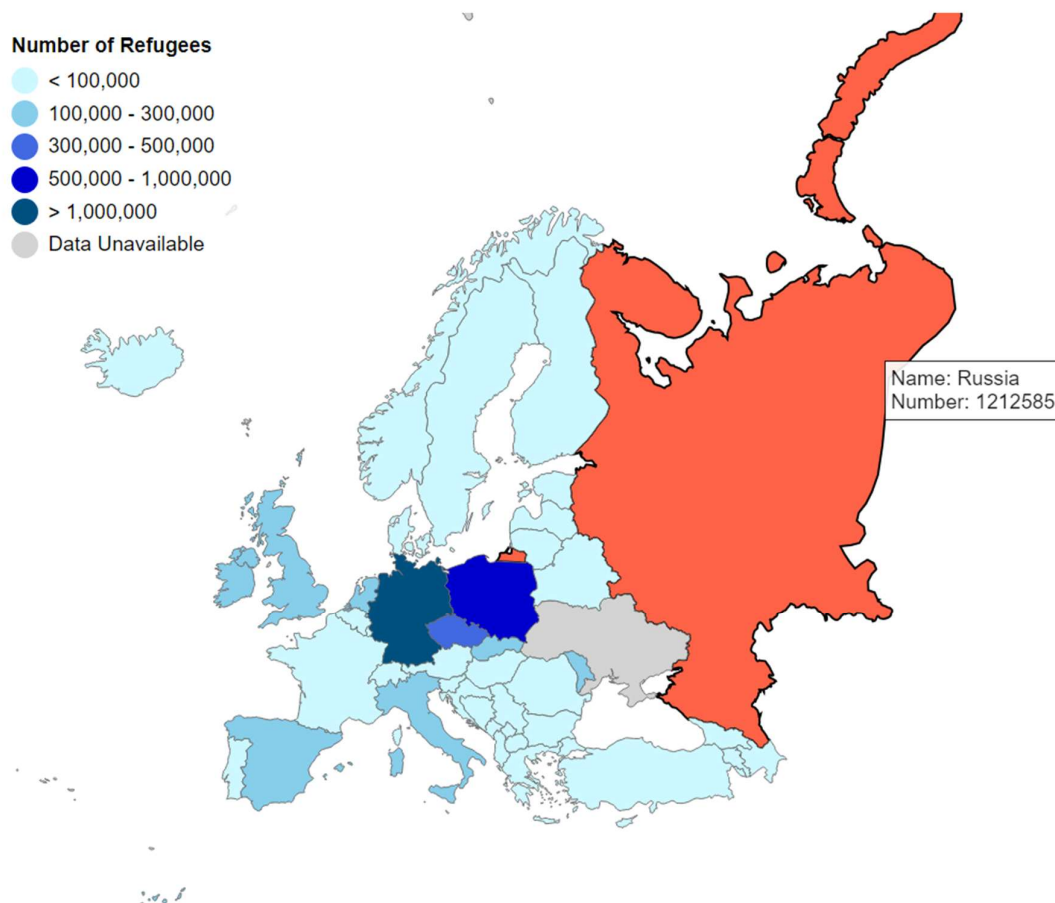 Number of Refugees
< 100,000
100,000 - 300,000
300,000 - 500,000
500,000 - 1,000,000
> 1,000,000
Data Unavailable
Name: Russia
Number: 1212585